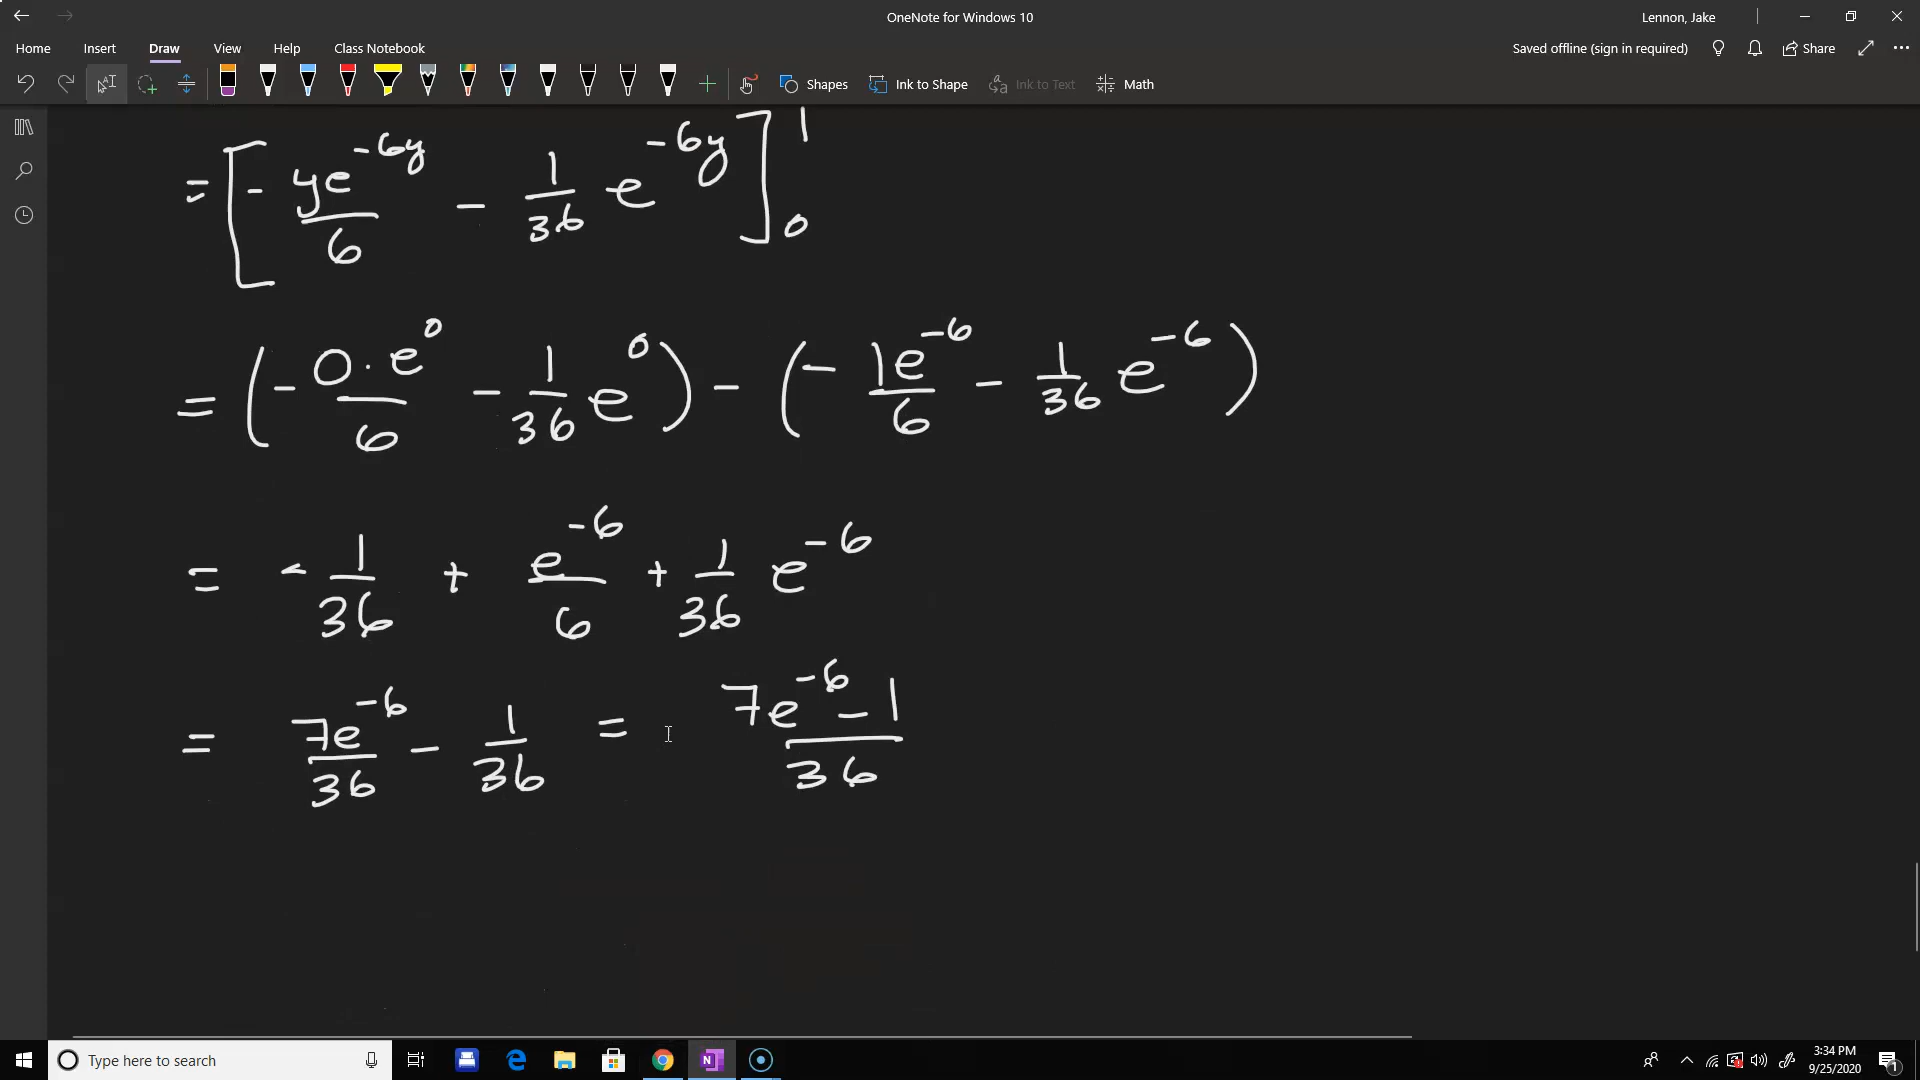 OneNote for Windows 10
Lennon, Jake
Home Insert Draw View Help Class Notebook
Saved offline (sign in required) Share
Shapes Ink to Shape Ink to Text Math
= [- ye^{-6y}/6 - 1/36 e^{-6y}]_0^1
= (- 0·e^0/6 - 1/36 e^0) - (- 1e^{-6}/6 - 1/36 e^{-6})
= - 1/36 + e^{-6}/6 + 1/36 e^{-6}
= 7e^{-6}/36 - 1/36 = 7e^{-6} - 1/36
Type here to search
3:34 PM
9/25/2020